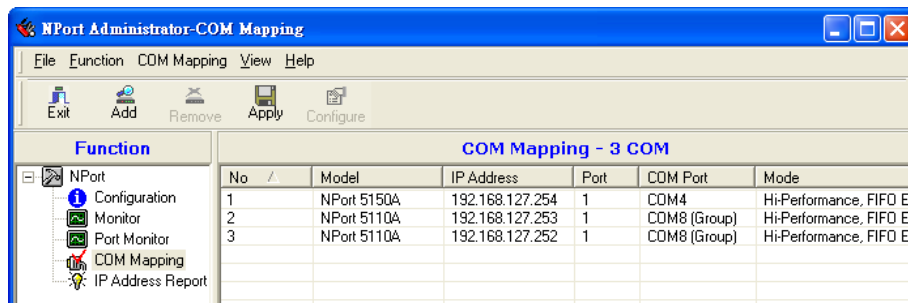 NPort Administrator-COM Mapping
File Function COM Mapping View Help
Exit Add Remove Apply Configure
Function
COM Mapping - 3 COM
NPort
Configuration
Monitor
Port Monitor
COM Mapping
IP Address Report
No Model IP Address Port COM Port Mode
1 NPort 5150A 192.168.127.254 1 COM4 Hi-Performance, FIFO E
2 NPort 5110A 192.168.127.253 1 COM8 (Group) Hi-Performance, FIFO E
3 NPort 5110A 192.168.127.252 1 COM8 (Group) Hi-Performance, FIFO E